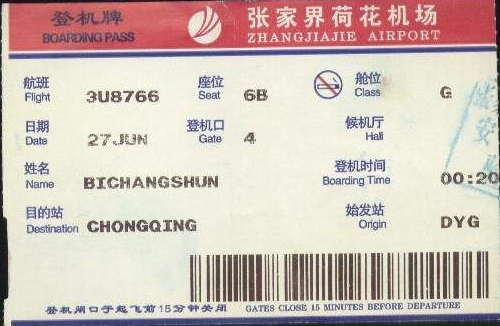 登机牌 张家界荷花机场
BOARDING PASS ZHANGJIAJIE AIRPORT
航班 座位 舱位
Flight 3U8766 Seat 6B Class G
日期 登机口 候机厅
Date 27JUN Gate 4 Hall
姓名 登机时间
Name BICHANGSHUN Boarding Time 00:20
目的站 始发站
Destination CHONGQING Origin DYG
登机闸口于起飞前15分钟关闭 GATES CLOSE 15 MINUTES BEFORE DEPARTURE